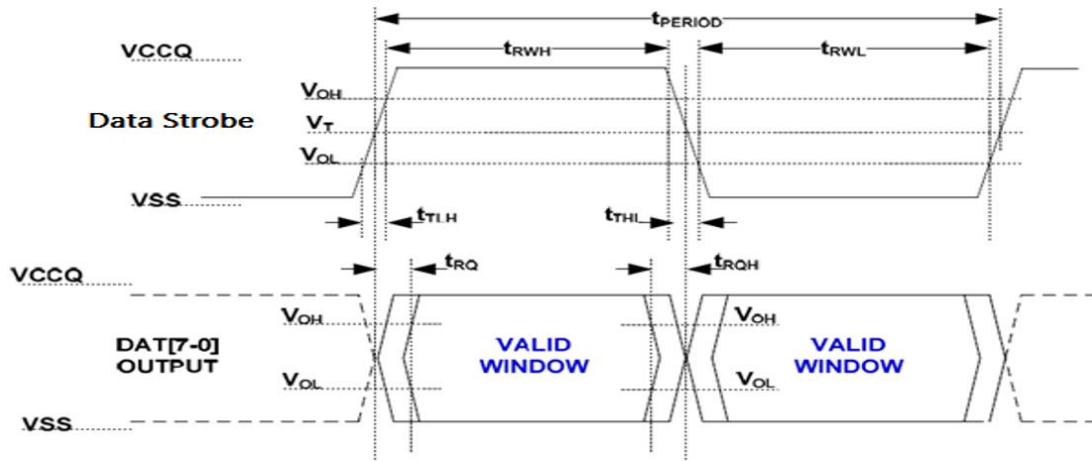 tPERIOD
VCCQ
tRWH
tRWL
VOH
Data Strobe
VT
VOL
VSS
tTLH
tTHL
tRQ
tRQH
VCCQ
VOH
VOH
DAT[7-0]
OUTPUT
VALID
WINDOW
VALID
WINDOW
VOL
VOL
VSS